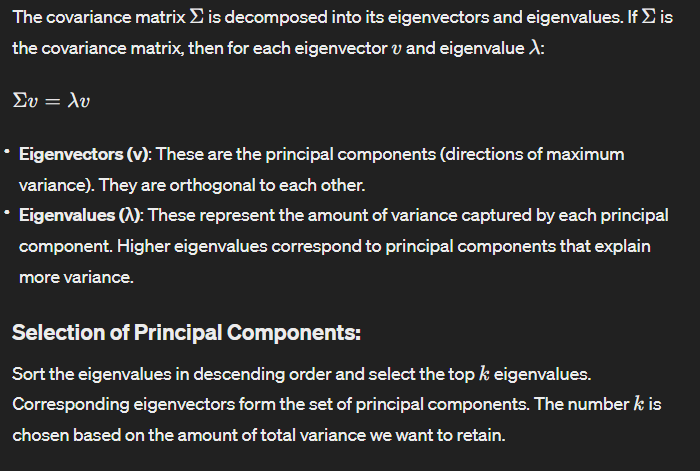 The covariance matrix Σ is decomposed into its eigenvectors and eigenvalues. If Σ is
the covariance matrix, then for each eigenvector v and eigenvalue λ:
Σv = λv
• Eigenvectors (v): These are the principal components (directions of maximum
variance). They are orthogonal to each other.
• Eigenvalues (λ): These represent the amount of variance captured by each principal
component. Higher eigenvalues correspond to principal components that explain
more variance.
Selection of Principal Components:
Sort the eigenvalues in descending order and select the top k eigenvalues.
Corresponding eigenvectors form the set of principal components. The number k is
chosen based on the amount of total variance we want to retain.